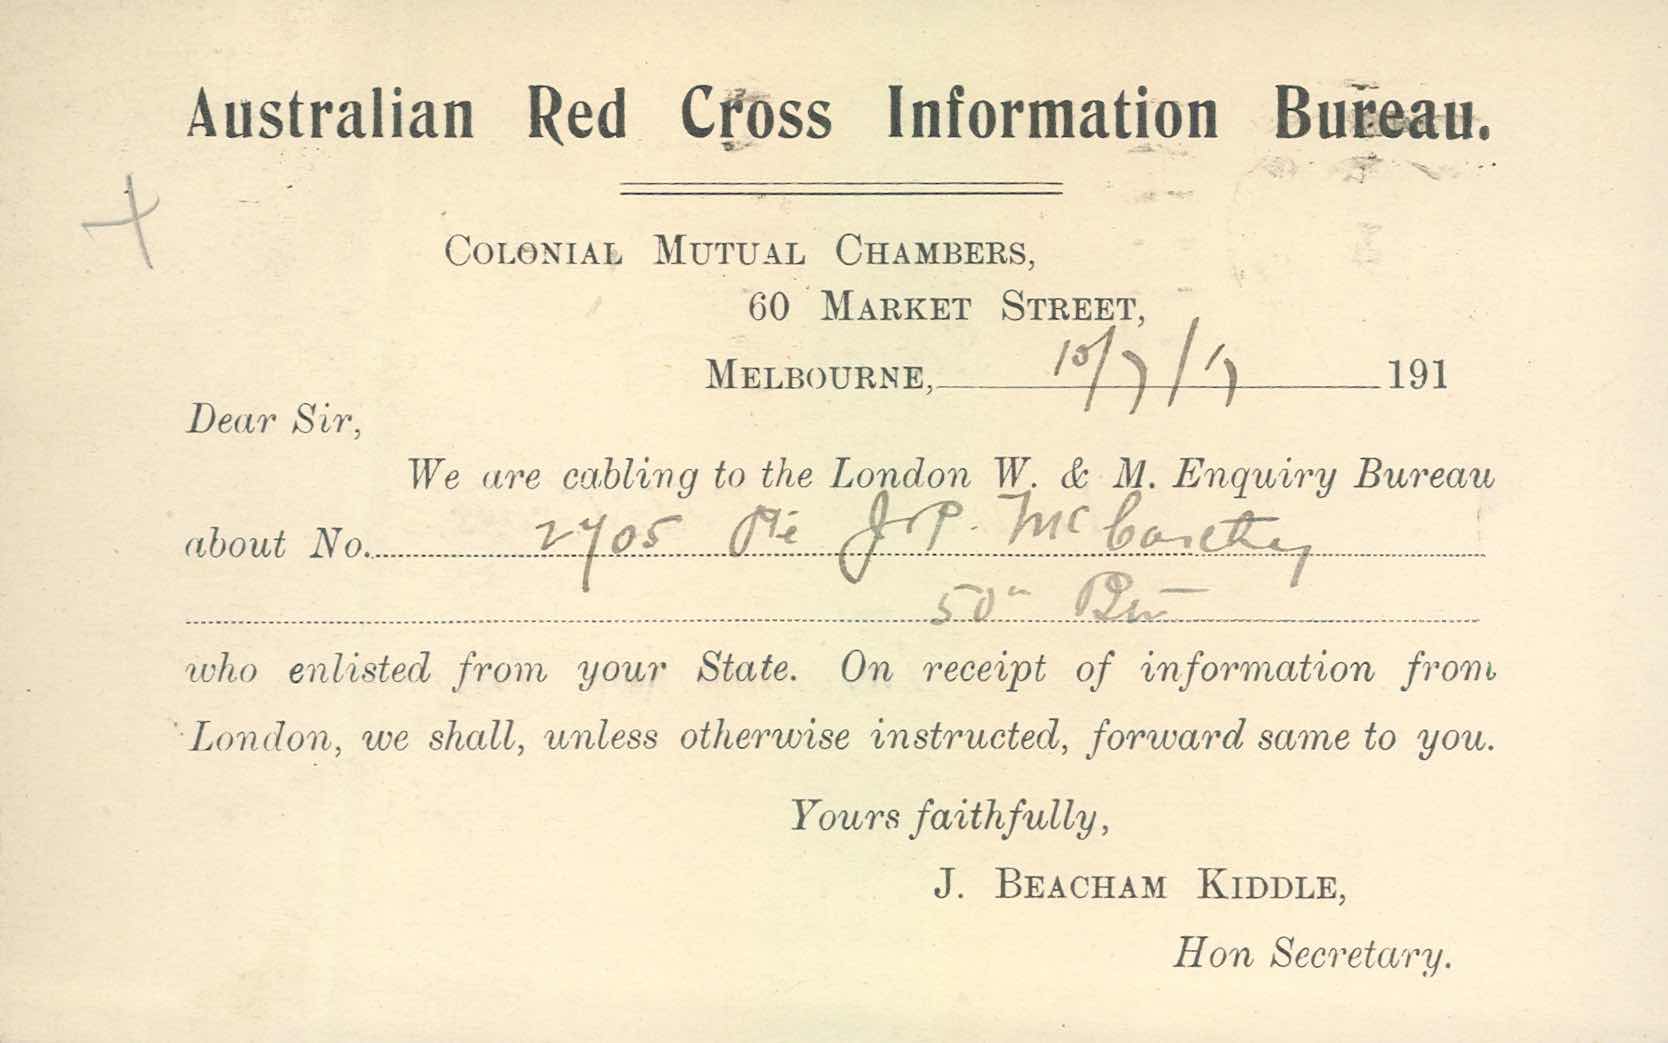 Australian Red Cross Information Bureau.
COLONIAL MUTUAL CHAMBERS,
60 MARKET STREET,
MELBOURNE, 10/7/17 191
Dear Sir,
We are cabling to the London W. & M. Enquiry Bureau
about No. 2705 Pte J. P. McCarthy
50th Bn
who enlisted from your State. On receipt of information from
London, we shall, unless otherwise instructed, forward same to you.
Yours faithfully,
J. BEACHAM KIDDLE,
Hon Secretary.